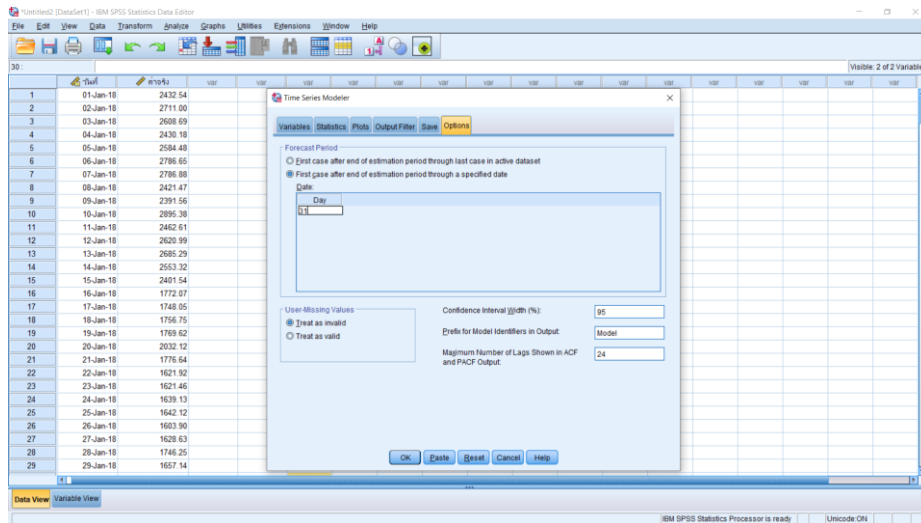 *Untitled2 [DataSet1] - IBM SPSS Statistics Data Editor
File Edit View Data Transform Analyze Graphs Utilities Extensions Window Help
30 :
Visible: 2 of 2 Variable
วันที่ ค่าจริง var var var var var var var var var var var var var var var
1 01-Jan-18 2432.54
2 02-Jan-18 2711.00
3 03-Jan-18 2608.69
4 04-Jan-18 2430.18
5 05-Jan-18 2584.48
6 06-Jan-18 2786.65
7 07-Jan-18 2786.88
8 08-Jan-18 2421.47
9 09-Jan-18 2391.56
10 10-Jan-18 2895.38
11 11-Jan-18 2462.61
12 12-Jan-18 2620.99
13 13-Jan-18 2685.29
14 14-Jan-18 2553.32
15 15-Jan-18 2401.54
16 16-Jan-18 1772.07
17 17-Jan-18 1748.05
18 18-Jan-18 1756.75
19 19-Jan-18 1769.62
20 20-Jan-18 2032.12
21 21-Jan-18 1776.64
22 22-Jan-18 1621.92
23 23-Jan-18 1621.46
24 24-Jan-18 1639.13
25 25-Jan-18 1642.12
26 26-Jan-18 1603.90
27 27-Jan-18 1628.63
28 28-Jan-18 1746.25
29 29-Jan-18 1657.14
Time Series Modeler
Variables Statistics Plots Output Filter Save Options
Forecast Period
First case after end of estimation period through last case in active dataset
First case after end of estimation period through a specified date
Date:
Day
31
User-Missing Values
Treat as invalid
Treat as valid
Confidence Interval Width (%): 95
Prefix for Model Identifiers in Output: Model
Maximum Number of Lags Shown in ACF and PACF Output: 24
OK Paste Reset Cancel Help
Data View Variable View
IBM SPSS Statistics Processor is ready Unicode:ON